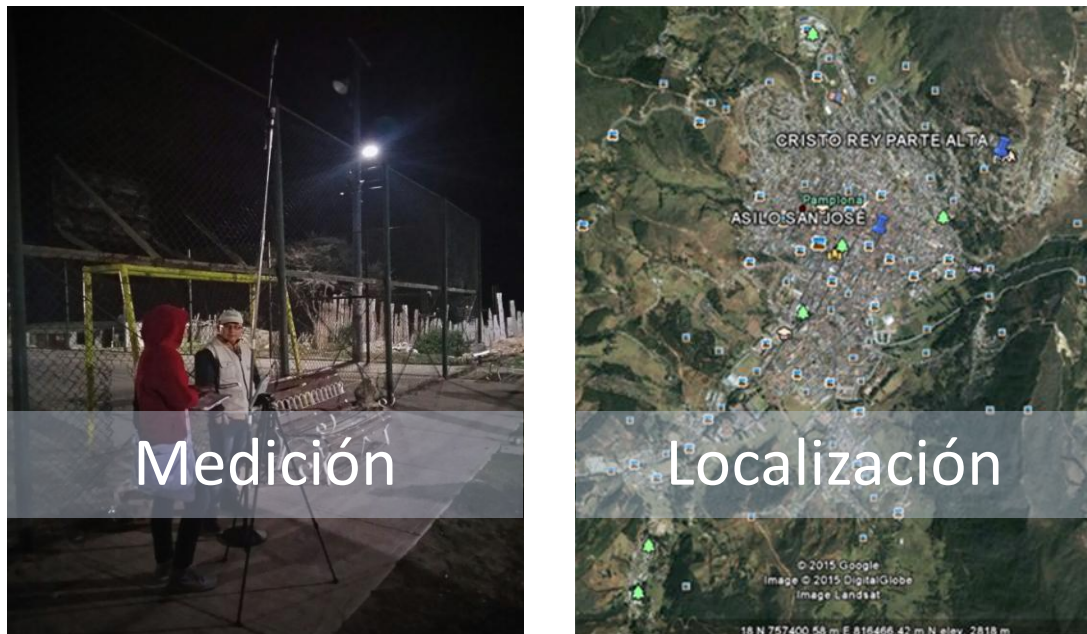 Medición
Localización
CRISTO REY PARTE ALTA
Pamplona
ASILO SAN JOSÉ
© 2015 Google
Image © 2015 DigitalGlobe
Image Landsat
18 N 757400.58 m E 816466.42 m N elev 2818 m